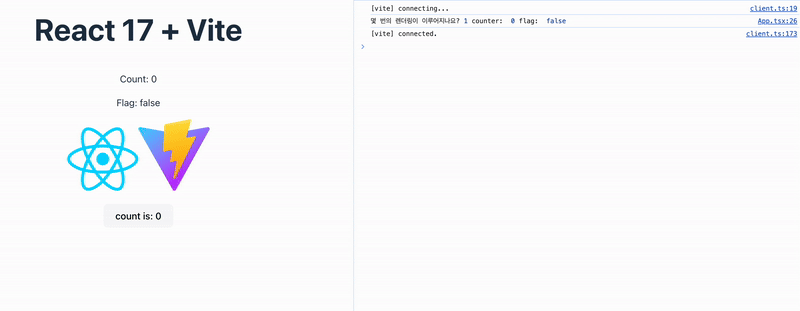 React 17 + Vite
Count: 0
Flag: false
count is: 0
[vite] connecting... client.ts:19
몇 번의 렌더링이 이루어지나요? 1 counter: 0 flag: false App.tsx:26
[vite] connected. client.ts:173